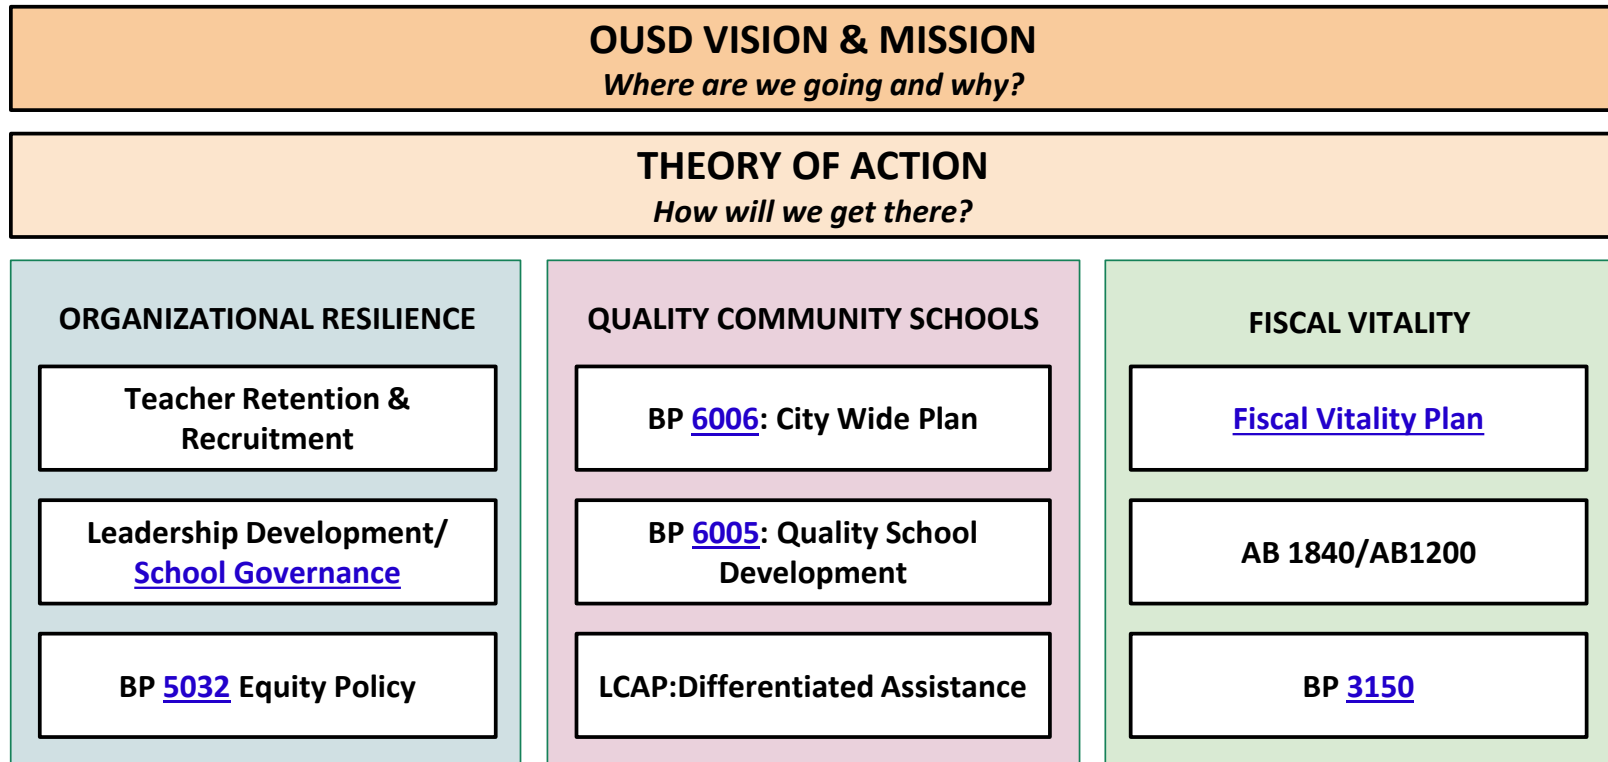 OUSD VISION & MISSION
Where are we going and why?
THEORY OF ACTION
How will we get there?
ORGANIZATIONAL RESILIENCE
Teacher Retention &
Recruitment
Leadership Development/
School Governance
BP 5032 Equity Policy
QUALITY COMMUNITY SCHOOLS
BP 6006: City Wide Plan
BP 6005: Quality School
Development
LCAP:Differentiated Assistance
FISCAL VITALITY
Fiscal Vitality Plan
AB 1840/AB1200
BP 3150